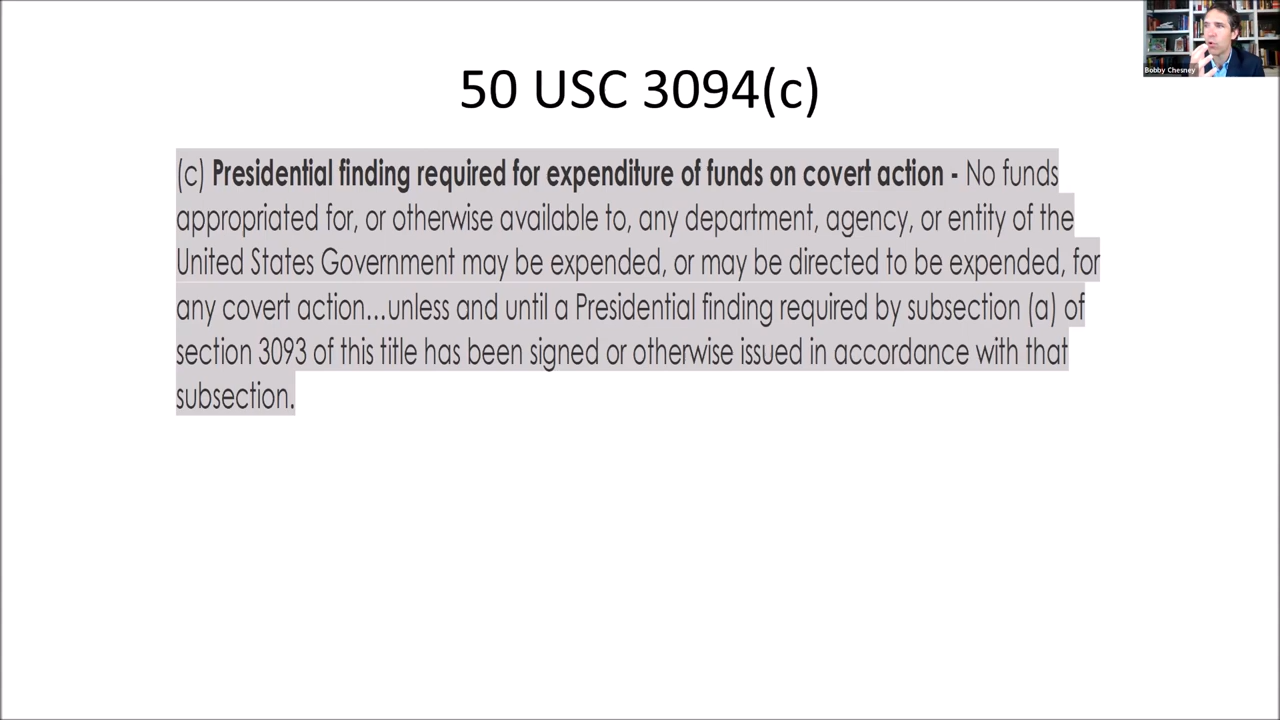 50 USC 3094(c)
Bobby Chesney
(c) Presidential finding required for expenditure of funds on covert action - No funds
appropriated for, or otherwise available to, any department, agency, or entity of the
United States Government may be expended, or may be directed to be expended, for
any covert action...unless and until a Presidential finding required by subsection (a) of
section 3093 of this title has been signed or otherwise issued in accordance with that
subsection.